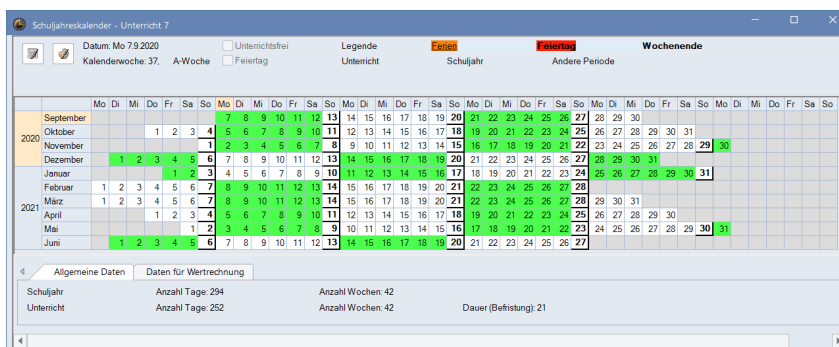 Schuljahreskalender - Unterricht 7
Datum: Mo 7.9.2020 Unterrichtsfrei Legende Ferien Feiertag Wochenende
Kalenderwoche: 37, A-Woche Feiertag Unterricht Schuljahr Andere Periode
Mo Di Mi Do Fr Sa So Mo Di Mi Do Fr Sa So Mo Di Mi Do Fr Sa So Mo Di Mi Do Fr Sa So Mo Di Mi Do Fr Sa So Mo Di Mi Do Fr Sa So
2020
September 7 8 9 10 11 12 13 14 15 16 17 18 19 20 21 22 23 24 25 26 27 28 29 30
Oktober 1 2 3 4 5 6 7 8 9 10 11 12 13 14 15 16 17 18 19 20 21 22 23 24 25 26 27 28 29 30 31
November 1 2 3 4 5 6 7 8 9 10 11 12 13 14 15 16 17 18 19 20 21 22 23 24 25 26 27 28 29 30
Dezember 1 2 3 4 5 6 7 8 9 10 11 12 13 14 15 16 17 18 19 20 21 22 23 24 25 26 27 28 29 30 31
2021
Januar 1 2 3 4 5 6 7 8 9 10 11 12 13 14 15 16 17 18 19 20 21 22 23 24 25 26 27 28 29 30 31
Februar 1 2 3 4 5 6 7 8 9 10 11 12 13 14 15 16 17 18 19 20 21 22 23 24 25 26 27 28
März 1 2 3 4 5 6 7 8 9 10 11 12 13 14 15 16 17 18 19 20 21 22 23 24 25 26 27 28 29 30 31
April 1 2 3 4 5 6 7 8 9 10 11 12 13 14 15 16 17 18 19 20 21 22 23 24 25 26 27 28 29 30
Mai 1 2 3 4 5 6 7 8 9 10 11 12 13 14 15 16 17 18 19 20 21 22 23 24 25 26 27 28 29 30 31
Juni 1 2 3 4 5 6 7 8 9 10 11 12 13 14 15 16 17 18 19 20 21 22 23 24 25 26 27
Allgemeine Daten Daten für Wertrechnung
Schuljahr Anzahl Tage: 294 Anzahl Wochen: 42
Unterricht Anzahl Tage: 252 Anzahl Wochen: 42 Dauer (Befristung): 21